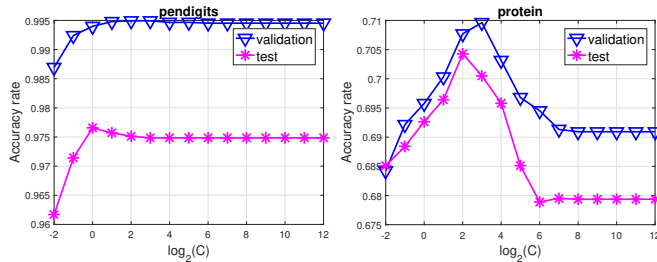 pendigits
0.995
0.99
0.985
0.98
0.975
0.97
0.965
0.96
Accuracy rate
validation
test
-2 0 2 4 6 8 10 12
log2(C)
protein
0.71
0.705
0.7
0.695
0.69
0.685
0.68
0.675
Accuracy rate
validation
test
-2 0 2 4 6 8 10 12
log2(C)